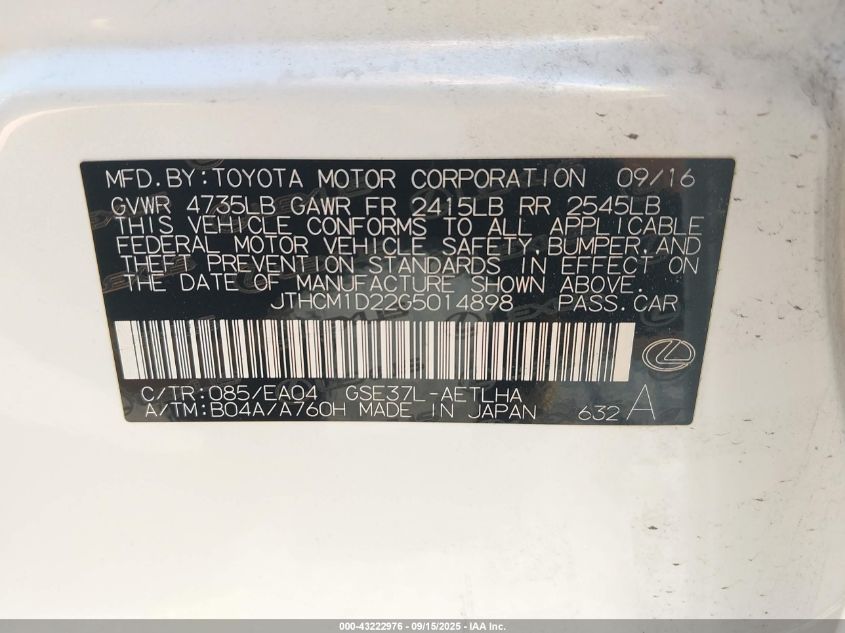 MFD. BY: TOYOTA MOTOR CORPORATION 09/16
GVWR 4735LB GAWR FR 2415LB RR 2545LB
THIS VEHICLE CONFORMS TO ALL APPLICABLE
FEDERAL MOTOR VEHICLE SAFETY, BUMPER, AND
THEFT PREVENTION STANDARDS IN EFFECT ON
THE DATE OF MANUFACTURE SHOWN ABOVE.
JTHCM1D22G5014898 PASS. CAR
C/TR: 085/EA04 GSE37L-AETLHA
A/TM: B04A/A760H MADE IN JAPAN 632 A
000-43222976 - 09/15/2025 - IAA Inc.